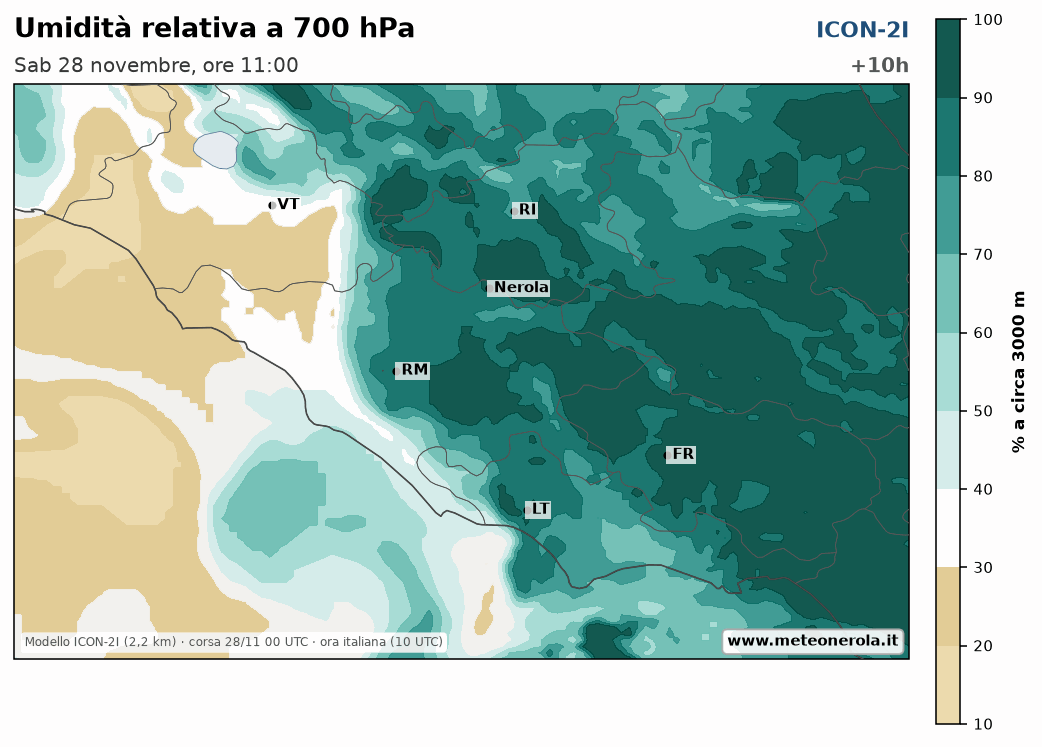 Umidità relativa a 700 hPa
ICON-2I
Sab 28 novembre, ore 11:00
+10h
100
90
80
70
60
50
40
30
20
10
% a circa 3000 m
VT
RI
Nerola
RM
FR
LT
Modello ICON-2I (2,2 km) · corsa 28/11 00 UTC · ora italiana (10 UTC)
www.meteonerola.it